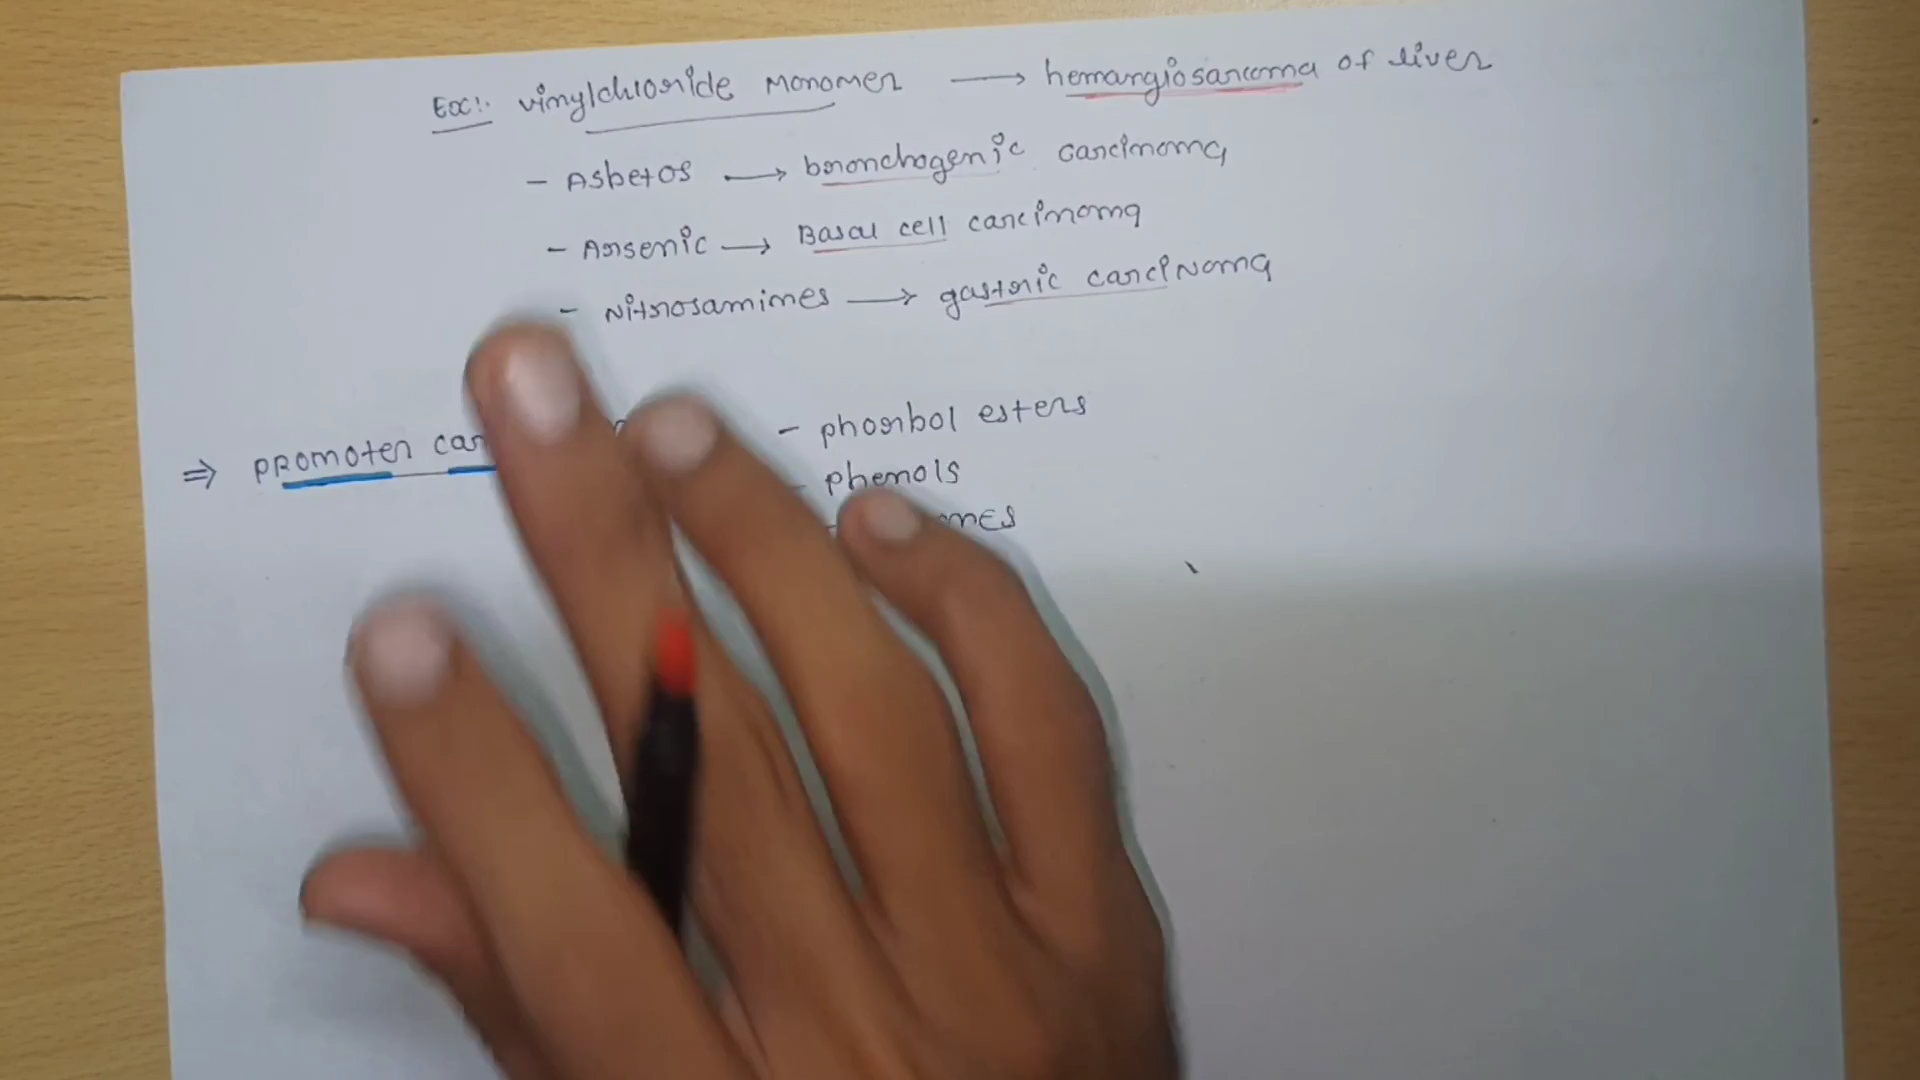 Ex:- vinylchloride monomer → hemangiosarcoma of liver
- Asbetos → bronchogenic carcinoma
- Arsenic → Basal cell carcinoma
- Nitrosamines → gastric carcinoma
- phorbol esters
⇒ promoter
- phenols